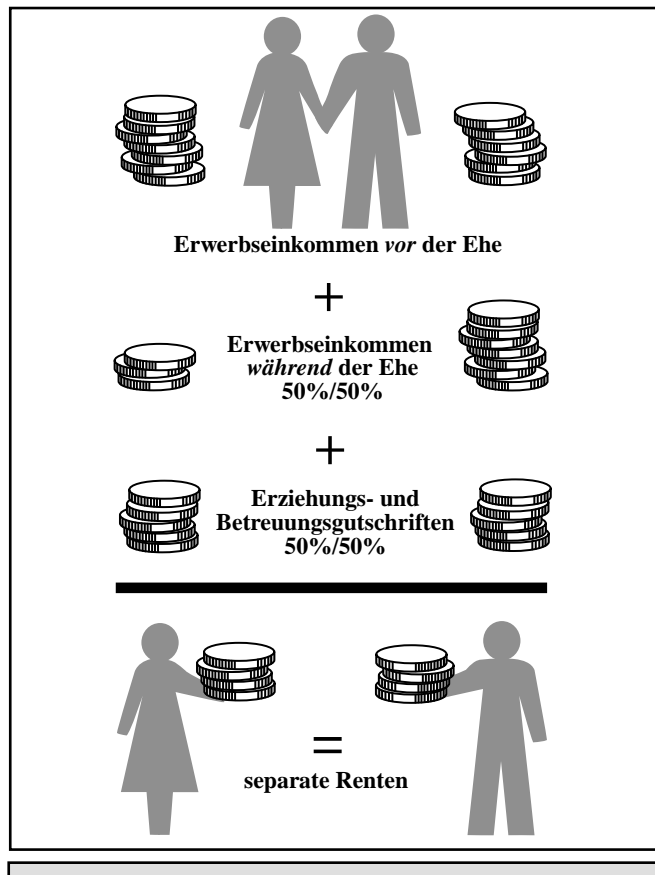 Erwerbseinkommen vor der Ehe
+
Erwerbseinkommen
während der Ehe
50%/50%
+
Erziehungs- und
Betreuungsgutschriften
50%/50%
=
separate Renten